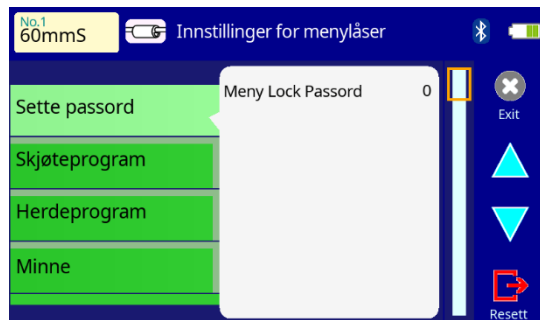 No.1
60mmS
Innstillinger for menylåser
Sette passord
Meny Lock Passord 0
Skjøteprogram
Herdeprogram
Minne
Exit
Resett